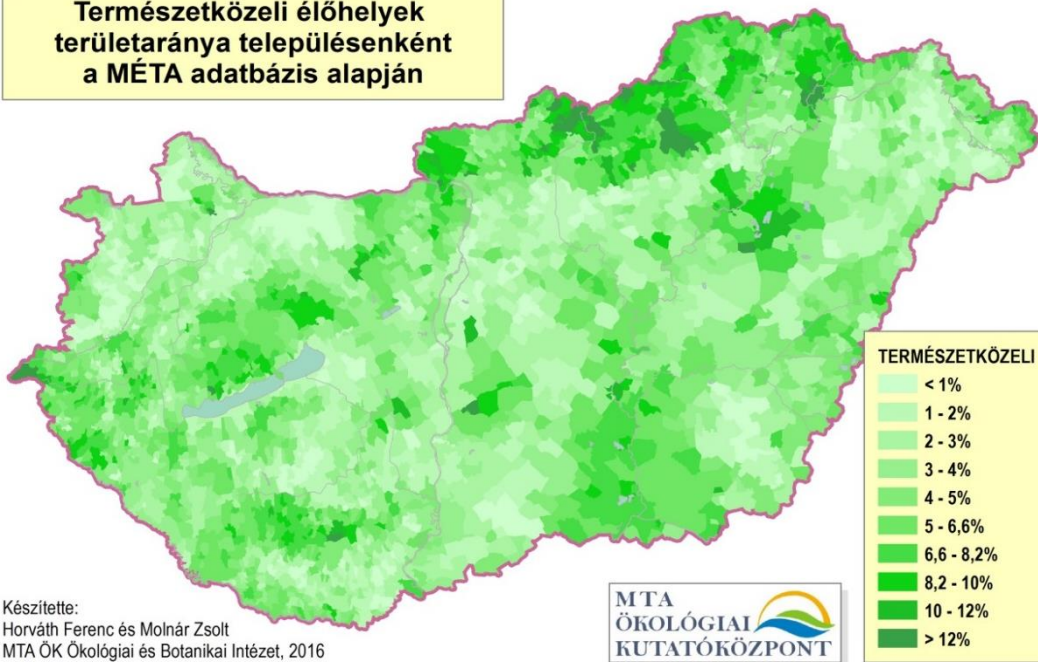 Természetközeli élőhelyek
területaránya településenként
a MÉTA adatbázis alapján
TERMÉSZETKÖZELI
< 1%
1 - 2%
2 - 3%
3 - 4%
4 - 5%
5 - 6,6%
6,6 - 8,2%
8,2 - 10%
10 - 12%
> 12%
Készítette:
Horváth Ferenc és Molnár Zsolt
MTA ÖK Ökológiai és Botanikai Intézet, 2016
MTA
ÖKOLÓGIAI
KUTATÓKÖZPONT